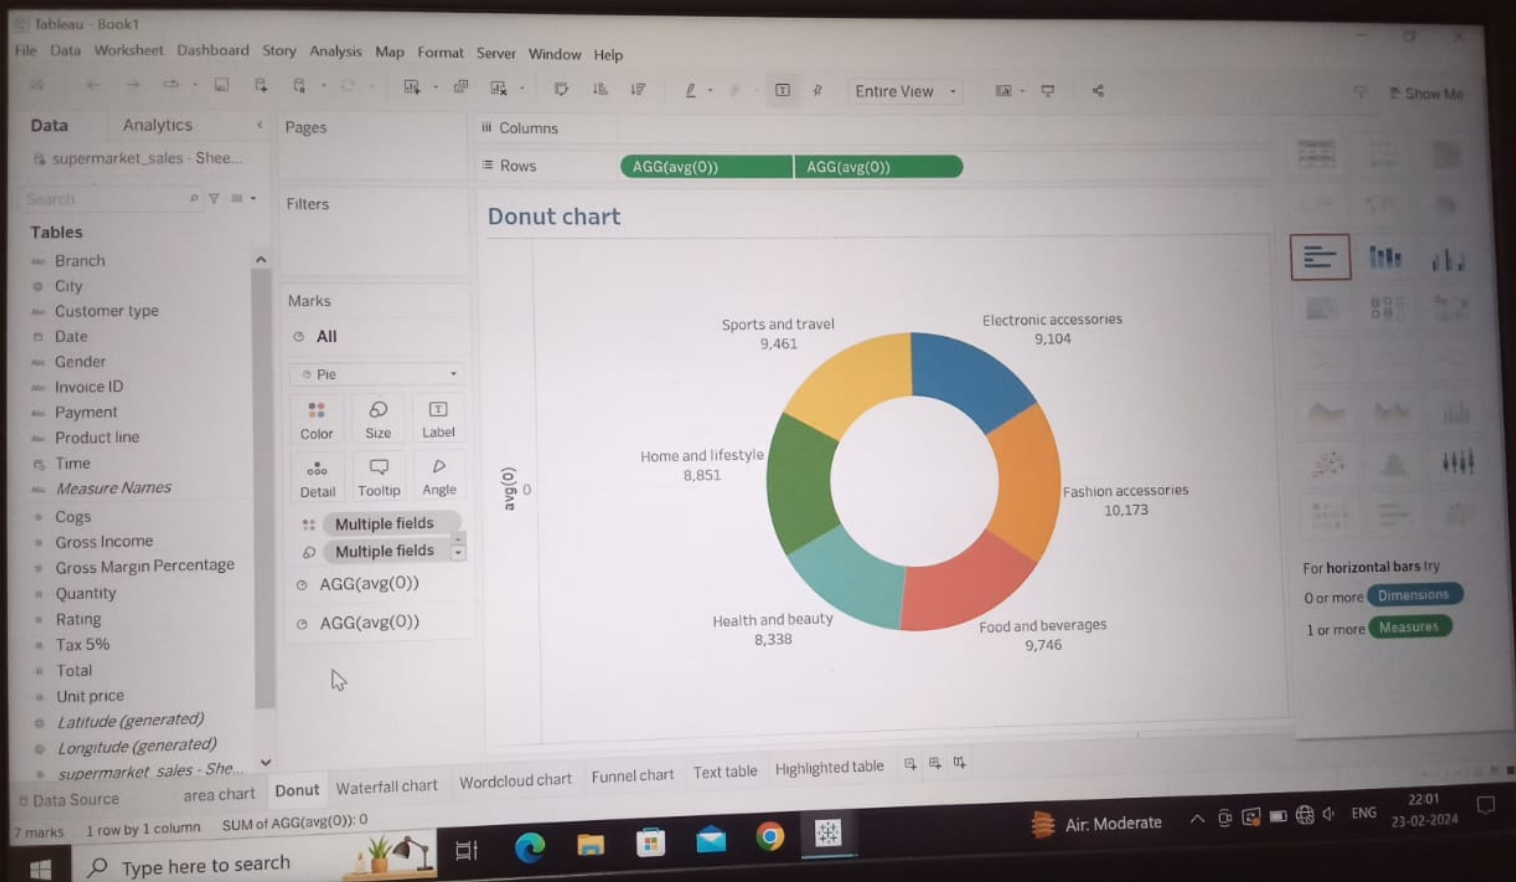 Tableau - Book1
File Data Worksheet Dashboard Story Analysis Map Format Server Window Help
Entire View
Show Me
Data Analytics
supermarket_sales - Shee...
Search
Tables
Branch
City
Customer type
Date
Gender
Invoice ID
Payment
Product line
Time
Measure Names
Cogs
Gross Income
Gross Margin Percentage
Quantity
Rating
Tax 5%
Total
Unit price
Latitude (generated)
Longitude (generated)
supermarket_sales - She...
Pages
Filters
Marks
All
Pie
Color Size Label
Detail Tooltip Angle
Multiple fields
Multiple fields
AGG(avg(0))
AGG(avg(0))
Columns
Rows AGG(avg(0)) AGG(avg(0))
Donut chart
avg(0)
0
Sports and travel
9,461
Electronic accessories
9,104
Home and lifestyle
8,851
Fashion accessories
10,173
Health and beauty
8,338
Food and beverages
9,746
For horizontal bars try
0 or more Dimensions
1 or more Measures
Data Source area chart Donut Waterfall chart Wordcloud chart Funnel chart Text table Highlighted table
7 marks 1 row by 1 column SUM of AGG(avg(0)): 0
Type here to search
Air: Moderate
ENG
22:01
23-02-2024